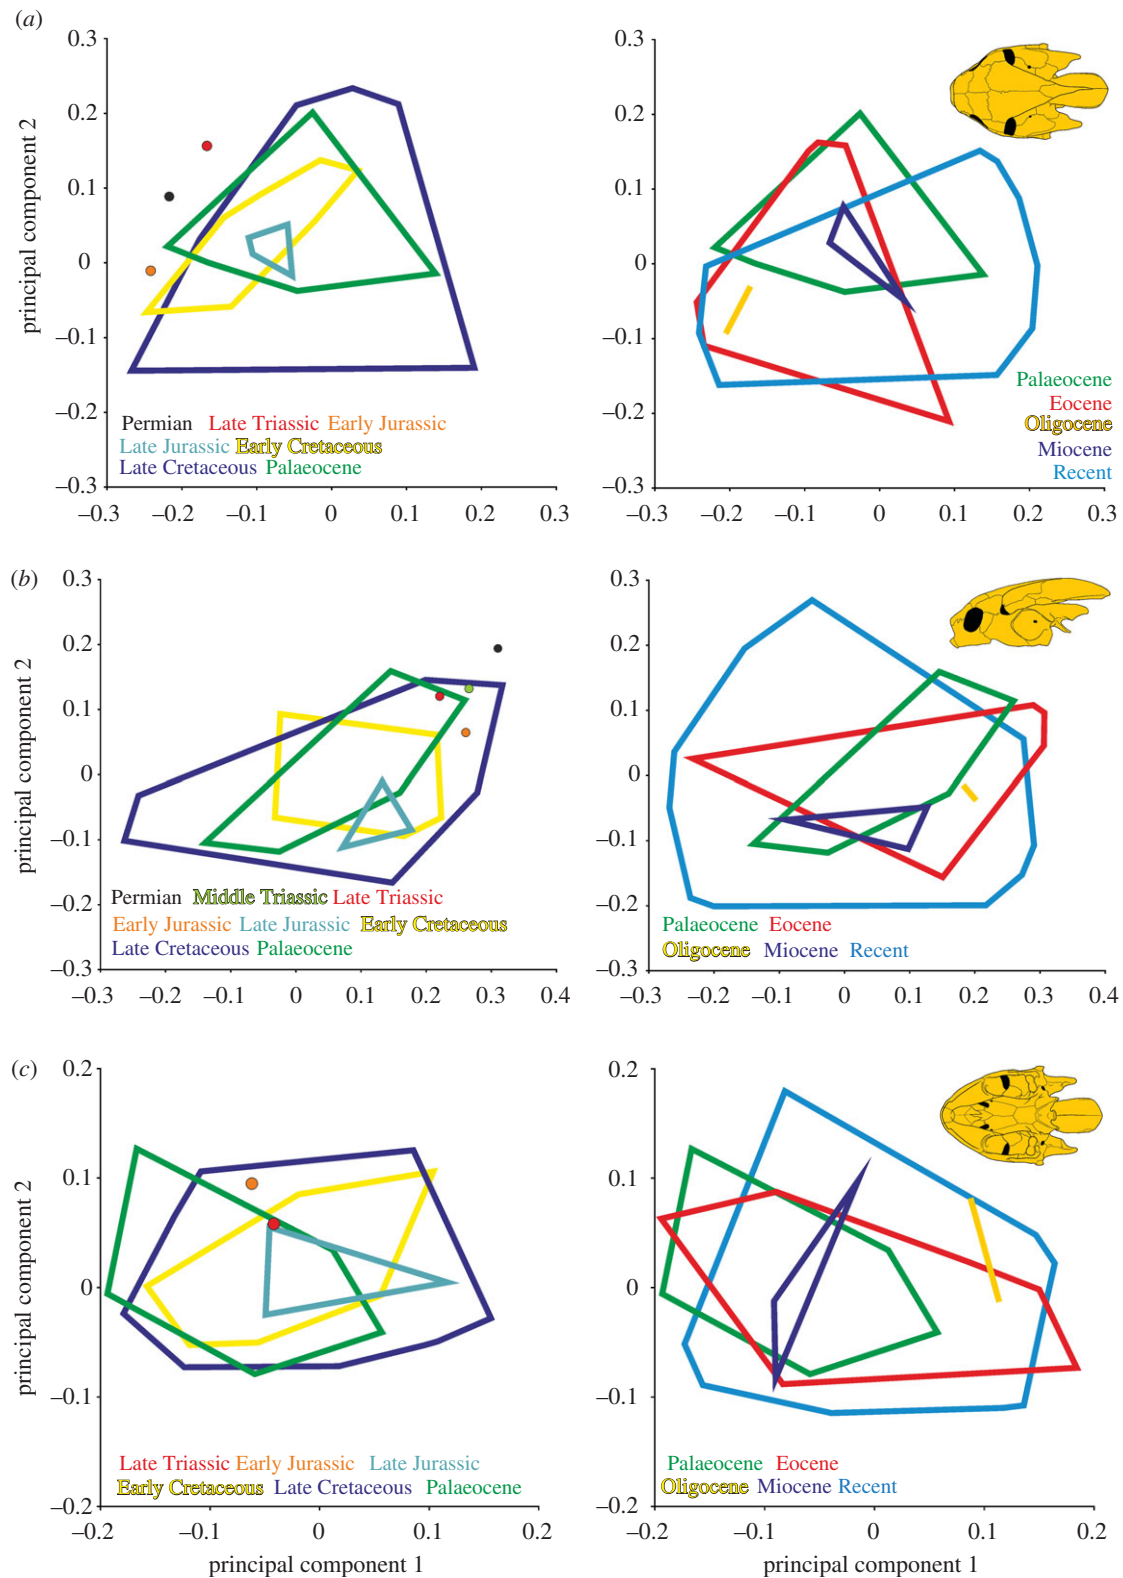 (a)
0.3
0.2
0.1
0
–0.1
–0.2
–0.3
principal component 2
Permian Late Triassic Early Jurassic
Late Jurassic Early Cretaceous
Late Cretaceous Palaeocene
–0.3 –0.2 –0.1 0 0.1 0.2 0.3
0.3
0.2
0.1
0
–0.1
–0.2
–0.3
Palaeocene
Eocene
Oligocene
Miocene
Recent
–0.3 –0.2 –0.1 0 0.1 0.2 0.3
(b)
0.3
0.2
0.1
0
–0.1
–0.2
–0.3
principal component 2
Permian Middle Triassic Late Triassic
Early Jurassic Late Jurassic Early Cretaceous
Late Cretaceous Palaeocene
–0.3 –0.2 –0.1 0 0.1 0.2 0.3 0.4
0.3
0.2
0.1
0
–0.1
–0.2
–0.3
Palaeocene Eocene
Oligocene Miocene Recent
–0.3 –0.2 –0.1 0 0.1 0.2 0.3 0.4
(c)
0.2
0.1
0
–0.1
–0.2
principal component 2
Late Triassic Early Jurassic Late Jurassic
Early Cretaceous Late Cretaceous Palaeocene
–0.2 –0.1 0 0.1 0.2
principal component 1
0.2
0.1
0
–0.1
–0.2
Palaeocene Eocene
Oligocene Miocene Recent
–0.2 –0.1 0 0.1 0.2
principal component 1